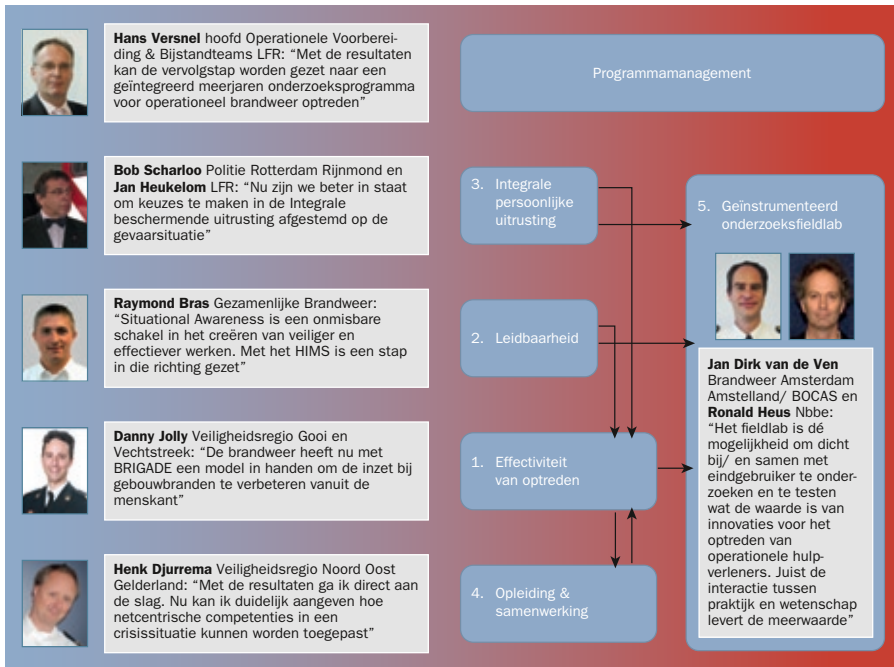 Hans Versnel hoofd Operationele Voorberei-
ding & Bijstandteams LFR: “Met de resultaten
kan de vervolgstap worden gezet naar een
geïntegreerd meerjaren onderzoeksprogramma
voor operationeel brandweer optreden”
Bob Scharloo Politie Rotterdam Rijnmond en
Jan Heukelom LFR: “Nu zijn we beter in staat
om keuzes te maken in de Integrale
beschermende uitrusting afgestemd op de
gevaarsituatie”
Raymond Bras Gezamenlijke Brandweer:
“Situational Awareness is een onmisbare
schakel in het creëren van veiliger en
effectiever werken. Met het HIMS is een stap
in die richting gezet”
Danny Jolly Veiligheidsregio Gooi en
Vechtstreek: “De brandweer heeft nu met
BRIGADE een model in handen om de inzet bij
gebouwbranden te verbeteren vanuit de
menskant”
Henk Djurrema Veiligheidsregio Noord Oost
Gelderland: “Met de resultaten ga ik direct aan
de slag. Nu kan ik duidelijk aangeven hoe
netcentrische competenties in een
crisissituatie kunnen worden toegepast”
Programmamanagement
3. Integrale
persoonlijke
uitrusting
2. Leidbaarheid
1. Effectiviteit
van optreden
4. Opleiding &
samenwerking
5. Geïnstrumenteerd
onderzoeksfieldlab
Jan Dirk van de Ven
Brandweer Amsterdam
Amstelland/ BOCAS en
Ronald Heus Nbbe:
“Het fieldlab is dé
mogelijkheid om dicht
bij/ en samen met
eindgebruiker te onder-
zoeken en te testen
wat de waarde is van
innovaties voor het
optreden van
operationele hulp-
verleners. Juist de
interactie tussen
praktijk en wetenschap
levert de meerwaarde”